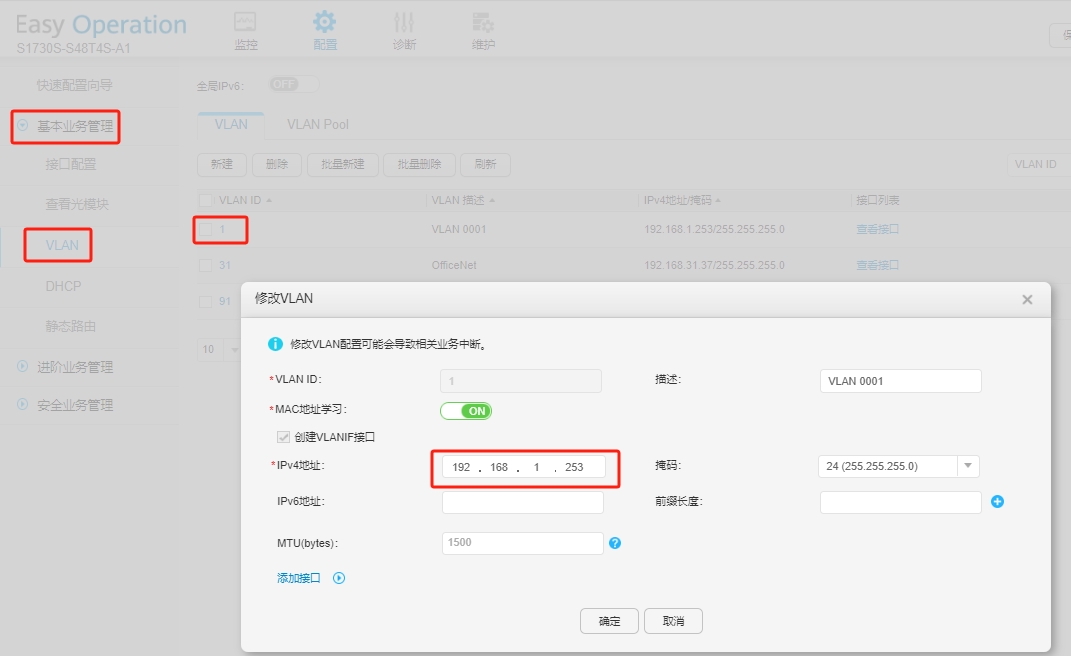 Easy Operation
S1730S-S48T4S-A1
监控
配置
诊断
维护
快速配置向导
基本业务管理
接口配置
查看光模块
VLAN
DHCP
静态路由
进阶业务管理
安全业务管理
全局IPv6: OFF
VLAN VLAN Pool
新建 删除 批量新建 批量删除 刷新 VLAN ID
VLAN ID VLAN 描述 IPv4地址/掩码 接口列表
1 VLAN 0001 192.168.1.253/255.255.255.0 查看接口
31 OfficeNet 192.168.31.37/255.255.255.0 查看接口
91
10
修改VLAN
修改VLAN配置可能会导致相关业务中断。
*VLAN ID: 1 描述: VLAN 0001
*MAC地址学习: ON
创建VLANIF接口
*IPv4地址: 192 . 168 . 1 . 253 掩码: 24 (255.255.255.0)
IPv6地址: 前缀长度:
MTU(bytes): 1500
添加接口
确定 取消